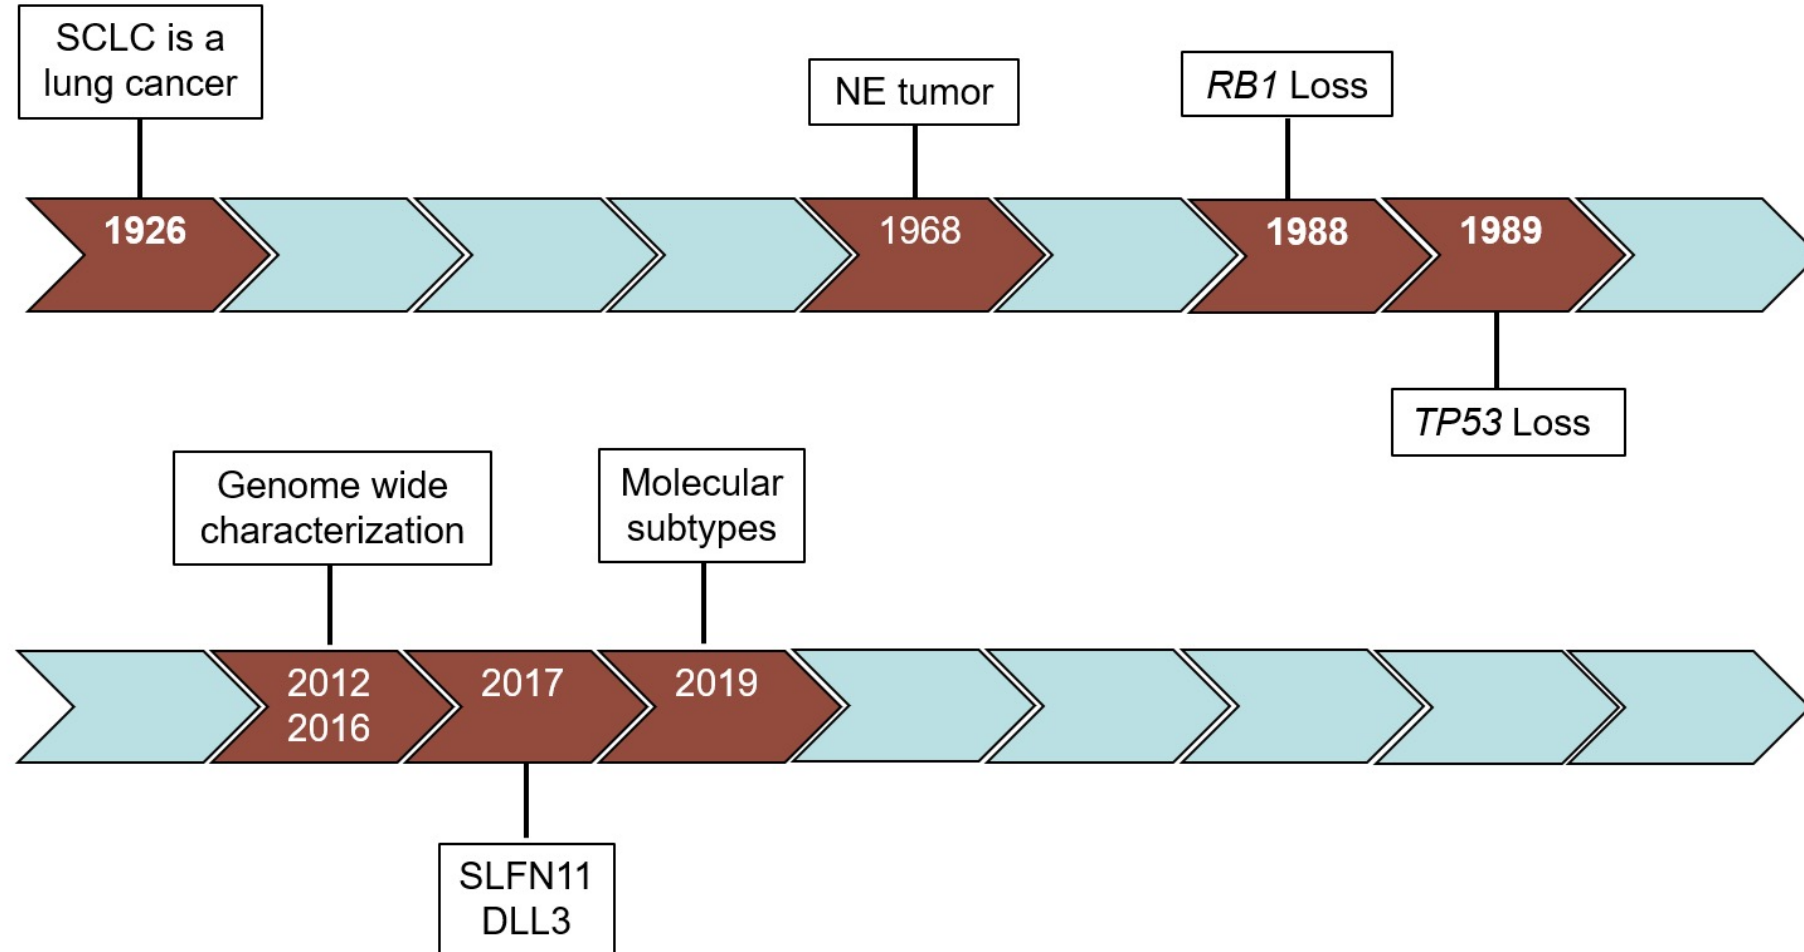 SCLC is a
lung cancer
NE tumor
RB1 Loss
1926
1968
1988
1989
TP53 Loss
Genome wide
characterization
Molecular
subtypes
2012
2016
2017
2019
SLFN11
DLL3